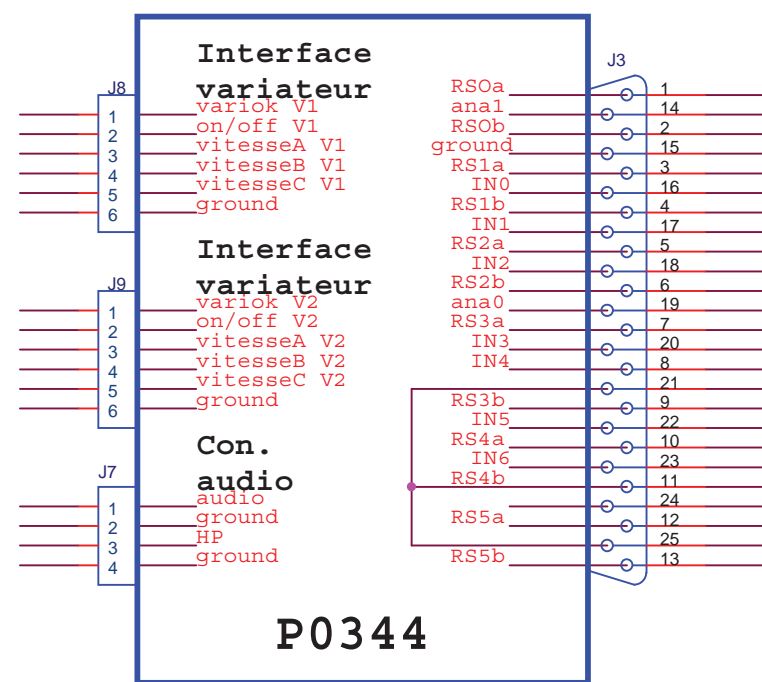 Interface
variateur
J8
1 variok V1
2 on/off V1
3 vitesseA V1
4 vitesseB V1
5 vitesseC V1
6 ground
Interface
variateur
J9
1 variok V2
2 on/off V2
3 vitesseA V2
4 vitesseB V2
5 vitesseC V2
6 ground
Con.
audio
J7
1 audio
2 ground
3 HP
4 ground
J3
RSOa 1
ana1 14
RSOb 2
ground 15
RS1a 3
IN0 16
RS1b 4
IN1 17
RS2a 5
IN2 18
RS2b 6
ana0 19
RS3a 7
IN3 20
IN4 8
21
RS3b 9
IN5 22
RS4a 10
IN6 23
RS4b 11
24
RS5a 12
25
RS5b 13
P0344